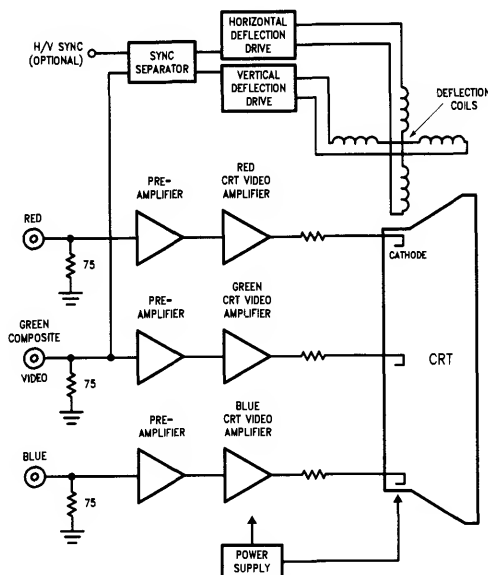 HORIZONTAL
DEFLECTION
DRIVE
H/V SYNC
(OPTIONAL)
SYNC
SEPARATOR
VERTICAL
DEFLECTION
DRIVE
DEFLECTION
COILS
RED
PRE-
AMPLIFIER
RED
CRT VIDEO
AMPLIFIER
75
CATHODE
GREEN
COMPOSITE
VIDEO
PRE-
AMPLIFIER
GREEN
CRT VIDEO
AMPLIFIER
75
CRT
BLUE
PRE-
AMPLIFIER
BLUE
CRT VIDEO
AMPLIFIER
75
POWER
SUPPLY